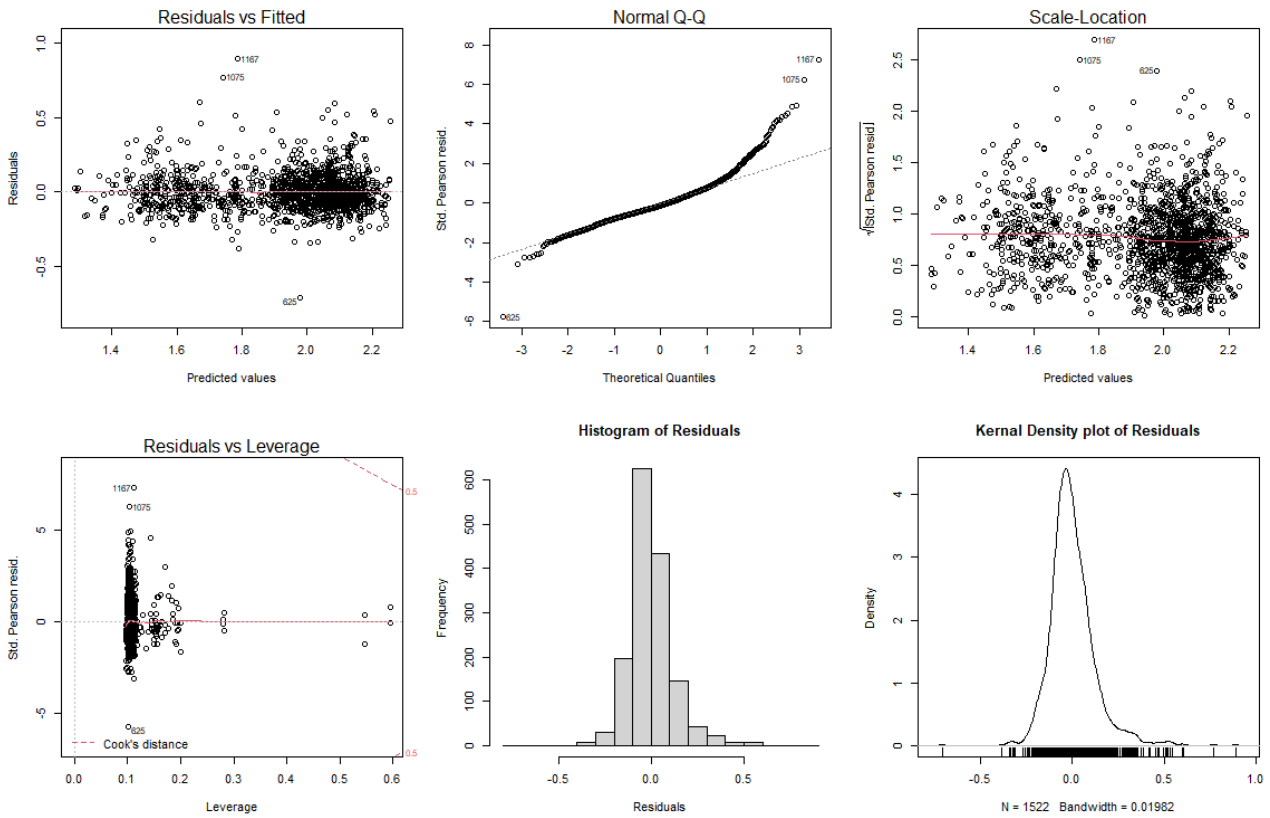 Residuals vs Fitted
Residuals
1.0
0.5
0.0
-0.5
1167
1075
625
1.4 1.6 1.8 2.0 2.2
Predicted values
Normal Q-Q
Std. Pearson resid.
8
6
4
2
0
-2
-4
-6
1167
1075
625
-3 -2 -1 0 1 2 3
Theoretical Quantiles
Scale-Location
√|Std. Pearson resid|
2.5
2.0
1.5
1.0
0.5
0.0
1167
1075
625
1.4 1.6 1.8 2.0 2.2
Predicted values
Residuals vs Leverage
Std. Pearson resid.
5
0
-5
1167
1075
625
0.5
0.5
Cook's distance
0.0 0.1 0.2 0.3 0.4 0.5 0.6
Leverage
Histogram of Residuals
Frequency
600
500
400
300
200
100
0
-0.5 0.0 0.5
Residuals
Kernal Density plot of Residuals
Density
4
3
2
1
0
-0.5 0.0 0.5 1.0
N = 1522 Bandwidth = 0.01982